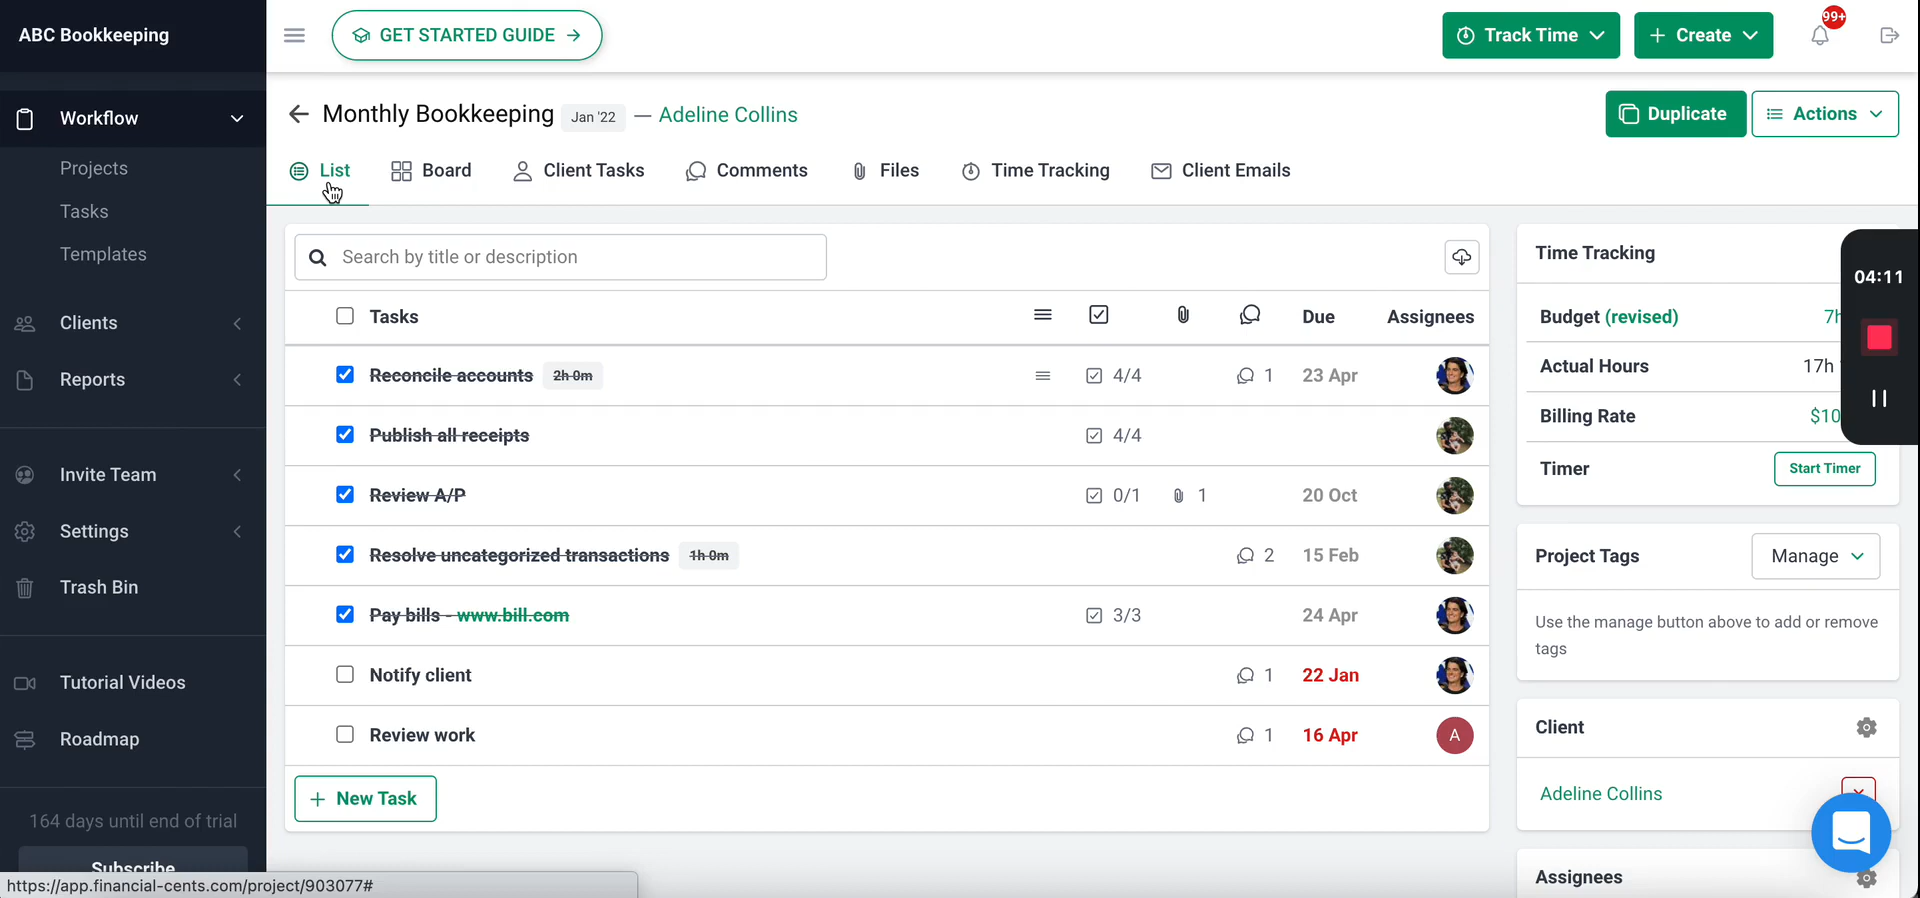 ABC Bookkeeping
GET STARTED GUIDE
Track Time
Create
99+
Workflow
Projects
Tasks
Templates
Clients
Reports
Invite Team
Settings
Trash Bin
Tutorial Videos
Roadmap
164 days until end of trial
Subscribe
Monthly Bookkeeping Jan '22 — Adeline Collins
Duplicate
Actions
List Board Client Tasks Comments Files Time Tracking Client Emails
Search by title or description
Tasks Due Assignees
Reconcile accounts 2h 0m 4/4 1 23 Apr
Publish all receipts 4/4
Review A/P 0/1 1 20 Oct
Resolve uncategorized transactions 1h 0m 2 15 Feb
Pay bills - www.bill.com 3/3 24 Apr
Notify client 1 22 Jan
Review work 1 16 Apr A
+ New Task
Time Tracking
Budget (revised) 7h
Actual Hours 17h
Billing Rate $10
Timer Start Timer
04:11
Project Tags Manage
Use the manage button above to add or remove
tags
Client
Adeline Collins
Assignees
https://app.financial-cents.com/project/903077#